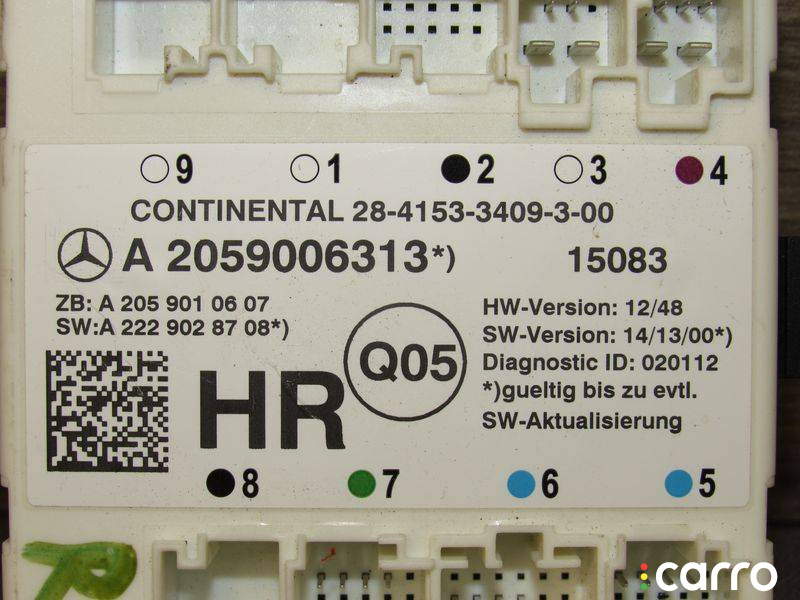 9 1 2 3 4
CONTINENTAL 28-4153-3409-3-00
A 2059006313*) 15083
ZB: A 205 901 06 07
SW:A 222 902 87 08*)
HW-Version: 12/48
SW-Version: 14/13/00*)
Diagnostic ID: 020112
*)gueltig bis zu evtl.
SW-Aktualisierung
HR
Q05
8 7 6 5
carro